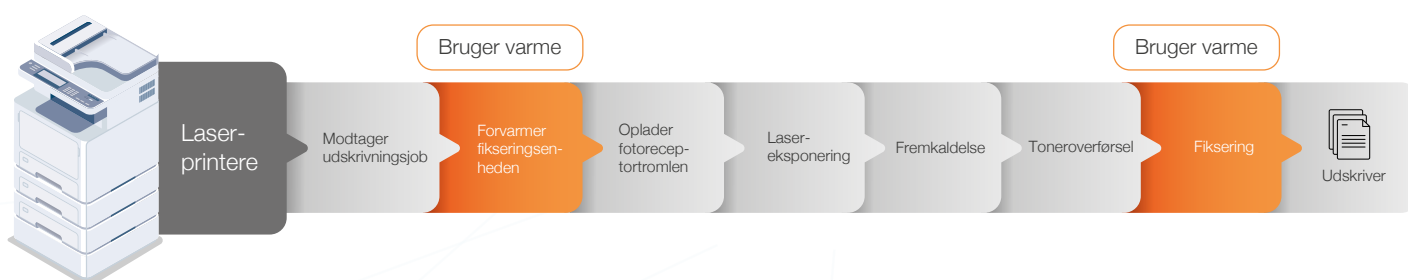 Bruger varme
Bruger varme
Laser-
printere
Modtager
udskrivningsjob
Forvarmer
fikseringsen-
heden
Oplader
fotorecep-
tortromlen
Laser-
eksponering
Fremkaldelse
Toneroverførsel
Fiksering
Udskriver